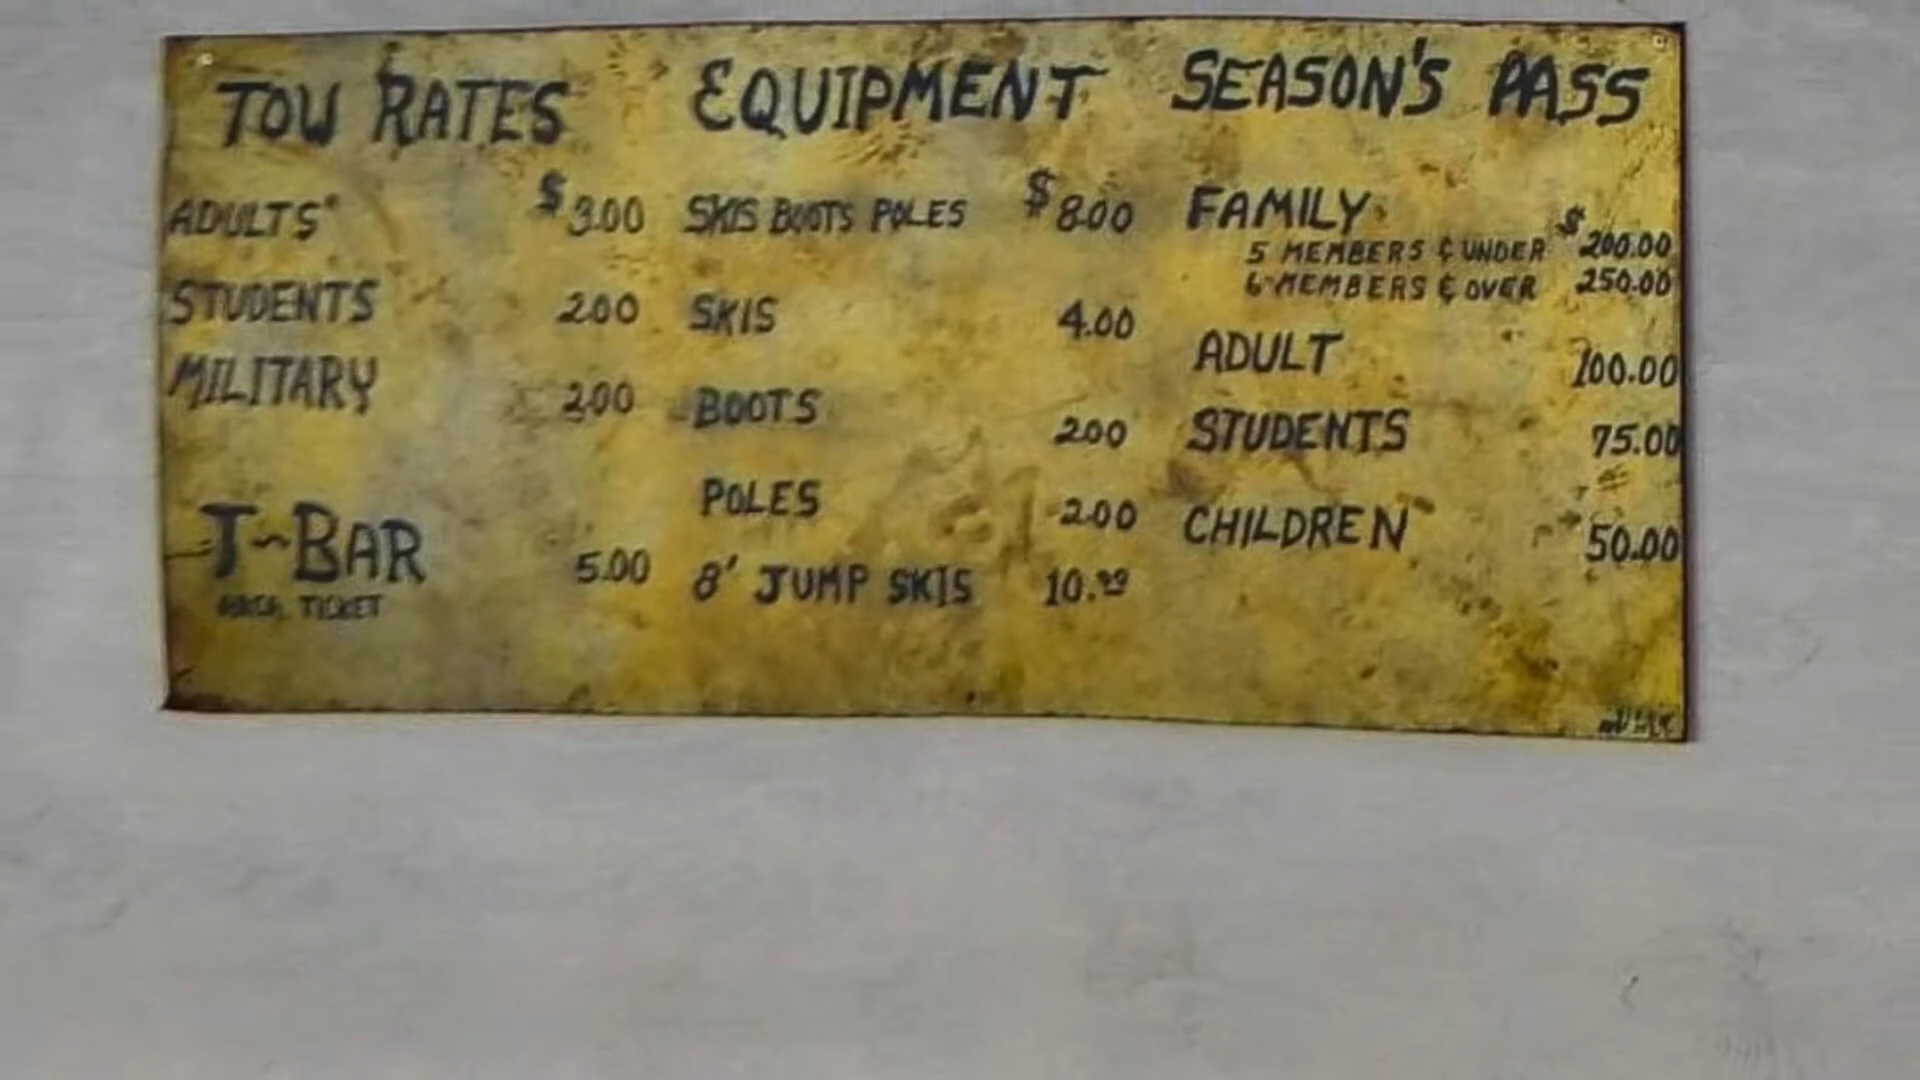 TOW RATES
ADULTS $3.00
STUDENTS 2.00
MILITARY 2.00
T-BAR 5.00
TICKET
EQUIPMENT
SKIS BOOTS POLES $8.00
SKIS 4.00
BOOTS 2.00
POLES 2.00
8' JUMP SKIS 10.00
SEASON'S PASS
FAMILY
5 MEMBERS & UNDER $200.00
6 MEMBERS & OVER 250.00
ADULT 100.00
STUDENTS 75.00
CHILDREN 50.00